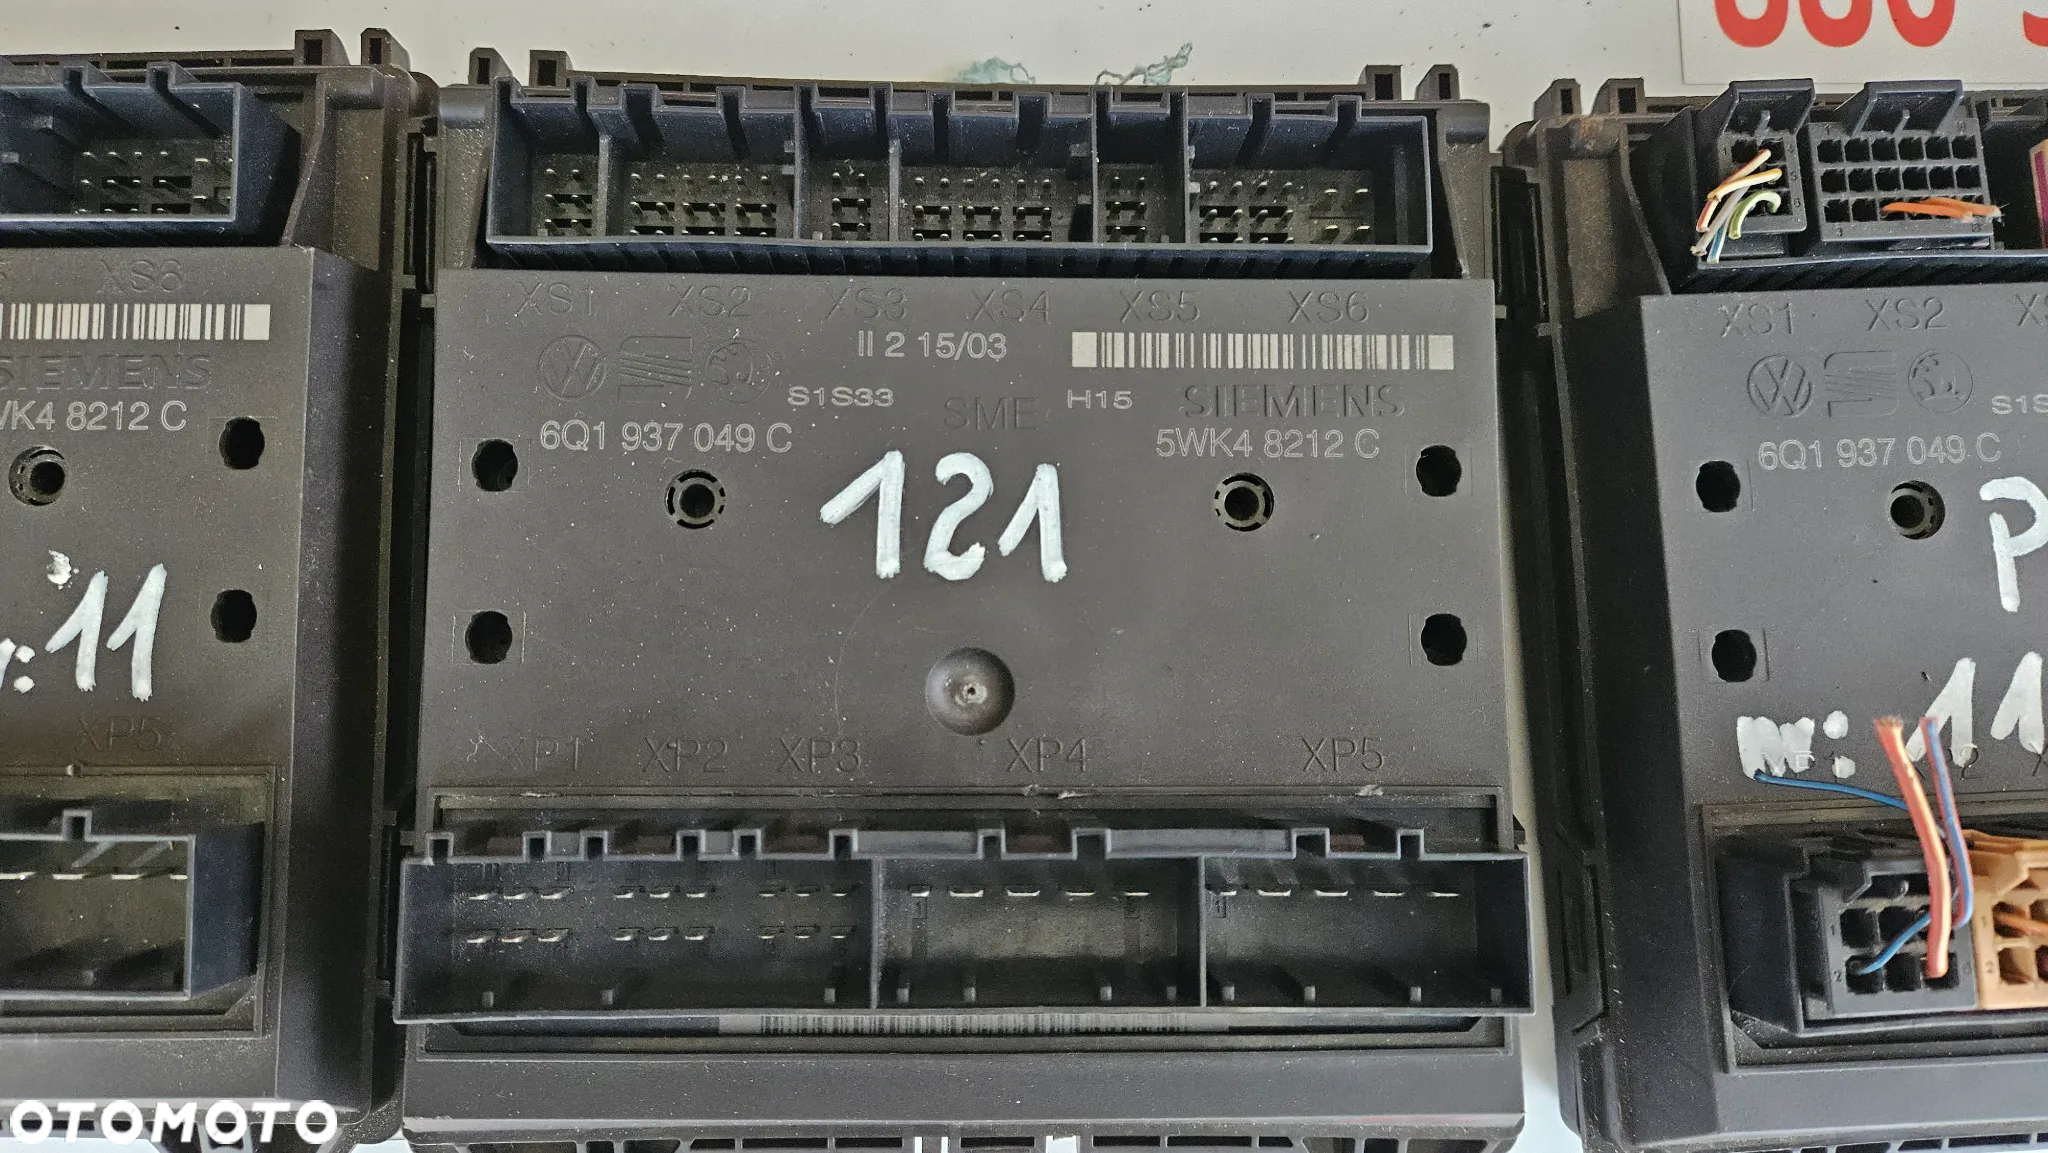 XS6
SIEMENS
WK4 8212 C
:11
XP5
XS1 XS2 XS3 XS4 XS5 XS6
II 2 15/03
S1S33
SME
H15
SIEMENS
6Q1 937 049 C
5WK4 8212 C
121
XP1 XP2 XP3 XP4 XP5
XS1 XS2
S1S
6Q1 937 049 C
P
11
OTOMOTO